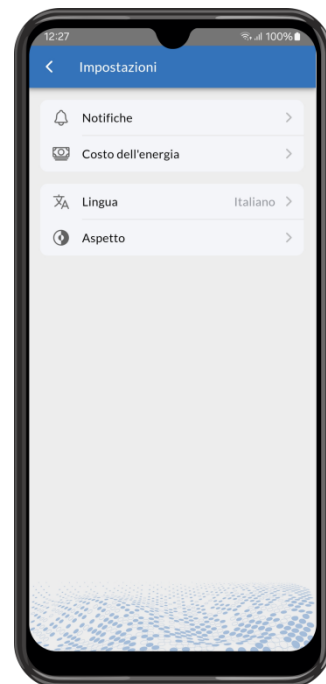 12:27 100%
Impostazioni
Notifiche
Costo dell'energia
Lingua Italiano
Aspetto